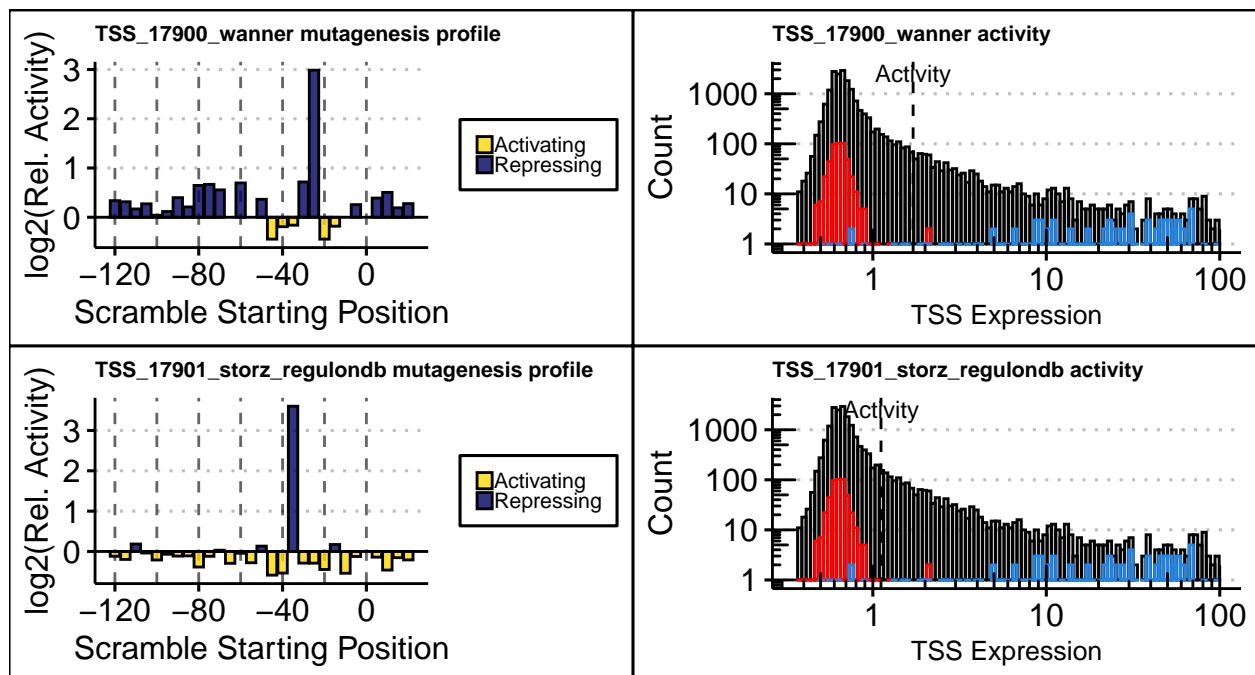 TSS_17900_wanner mutagenesis profile
log2(Rel. Activity)
3
2
1
0
−120 −80 −40 0
Scramble Starting Position
Activating
Repressing
TSS_17900_wanner activity
Activity
Count
1000
100
10
1
1 10 100
TSS Expression
TSS_17901_storz_regulondb mutagenesis profile
log2(Rel. Activity)
3
2
1
0
−120 −80 −40 0
Scramble Starting Position
Activating
Repressing
TSS_17901_storz_regulondb activity
Activity
Count
1000
100
10
1
1 10 100
TSS Expression